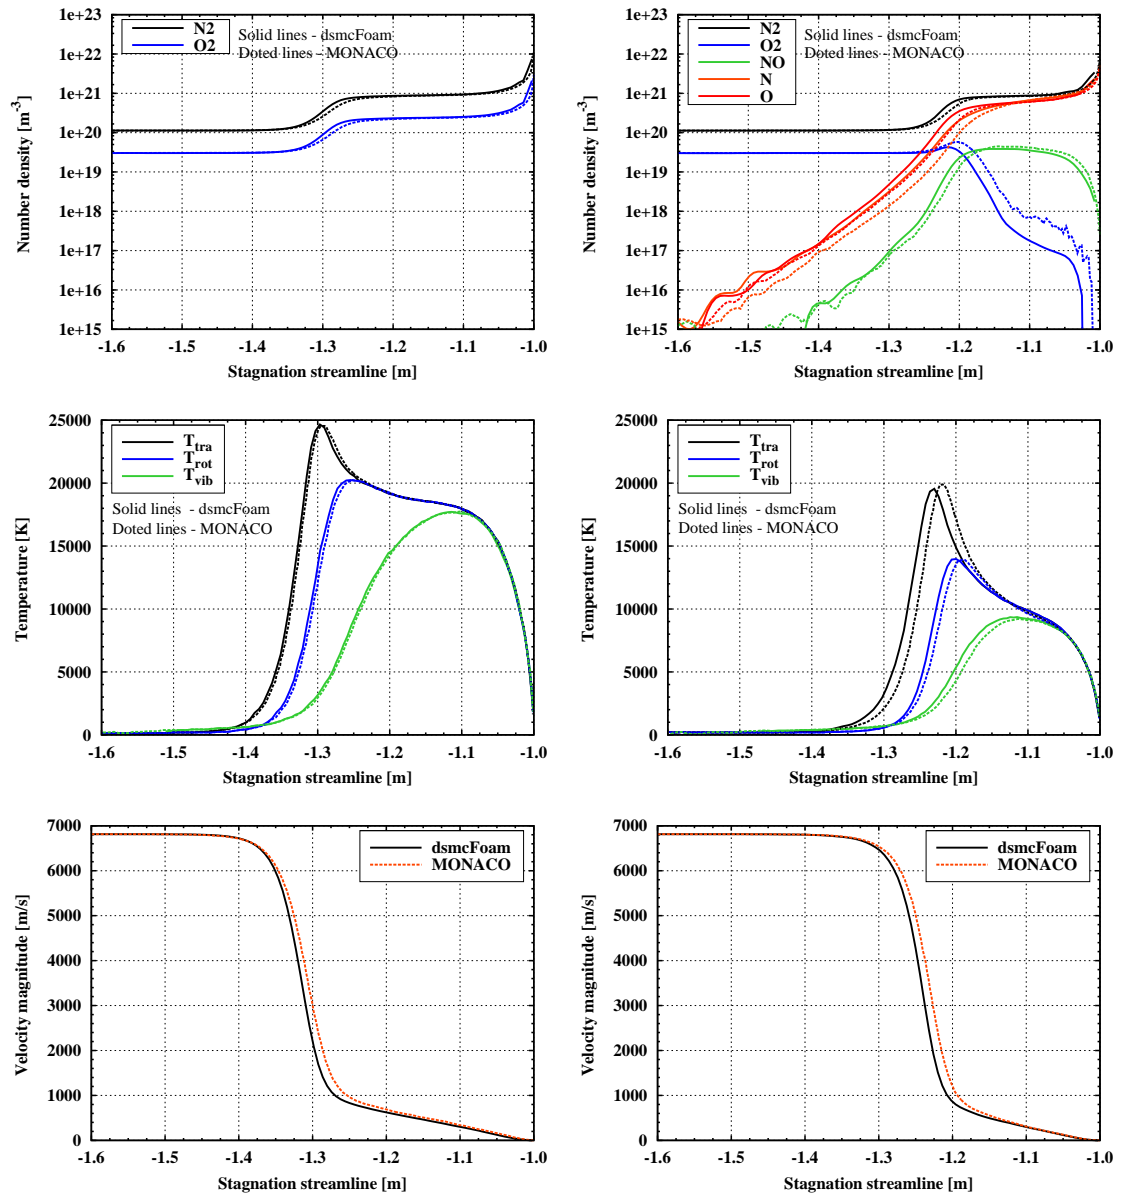 1e+23
1e+22
1e+21
1e+20
1e+19
1e+18
1e+17
1e+16
1e+15
Number density [m-3]
N2
O2
Solid lines - dsmcFoam
Doted lines - MONACO
-1.6 -1.5 -1.4 -1.3 -1.2 -1.1 -1.0
Stagnation streamline [m]
1e+23
1e+22
1e+21
1e+20
1e+19
1e+18
1e+17
1e+16
1e+15
Number density [m-3]
N2
O2
NO
N
O
Solid lines - dsmcFoam
Doted lines - MONACO
-1.6 -1.5 -1.4 -1.3 -1.2 -1.1 -1.0
Stagnation streamline [m]
25000
20000
15000
10000
5000
0
Temperature [K]
Ttra
Trot
Tvib
Solid lines - dsmcFoam
Doted lines - MONACO
-1.6 -1.5 -1.4 -1.3 -1.2 -1.1 -1.0
Stagnation streamline [m]
25000
20000
15000
10000
5000
0
Temperature [K]
Ttra
Trot
Tvib
Solid lines - dsmcFoam
Doted lines - MONACO
-1.6 -1.5 -1.4 -1.3 -1.2 -1.1 -1.0
Stagnation streamline [m]
7000
6000
5000
4000
3000
2000
1000
0
Velocity magnitude [m/s]
dsmcFoam
MONACO
-1.6 -1.5 -1.4 -1.3 -1.2 -1.1 -1.0
Stagnation streamline [m]
7000
6000
5000
4000
3000
2000
1000
0
Velocity magnitude [m/s]
dsmcFoam
MONACO
-1.6 -1.5 -1.4 -1.3 -1.2 -1.1 -1.0
Stagnation streamline [m]